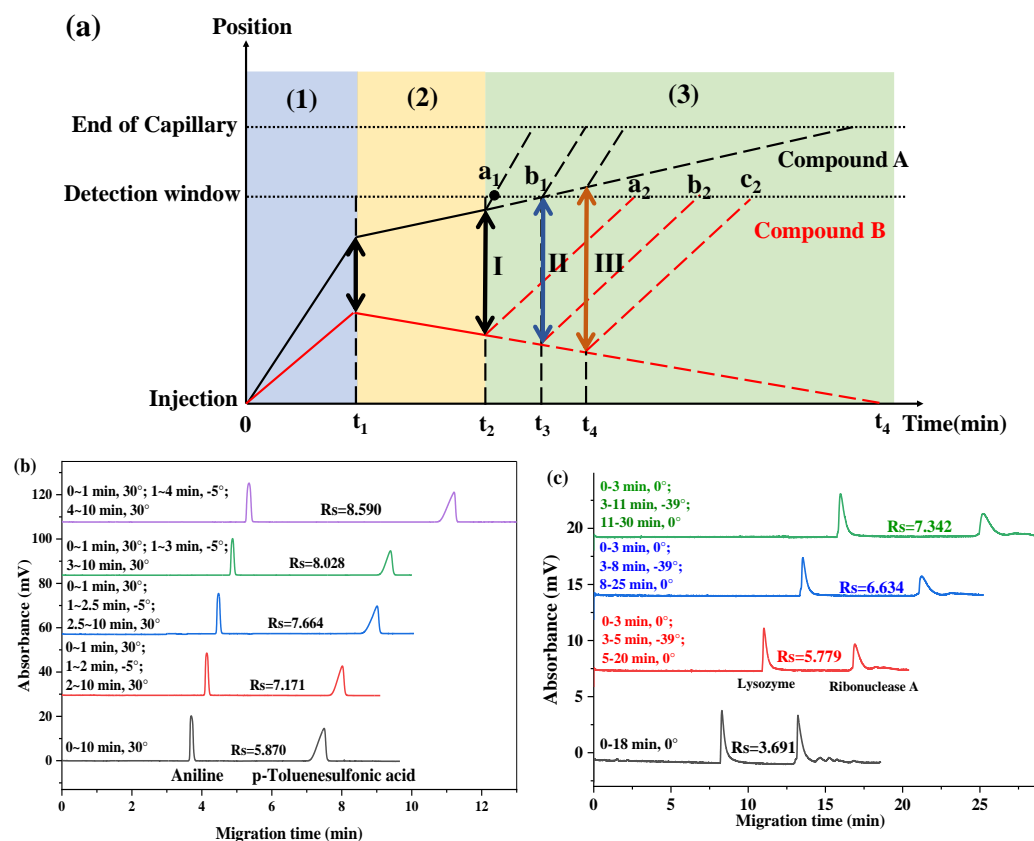 (a)
Position
(1)
(2)
(3)
End of Capillary
Compound A
a1
b1
Detection window
a2
b2
c2
Compound B
I
II
III
Injection
0
t1
t2
t3
t4
t4
Time(min)
(b)
Absorbance (mV)
120
100
80
60
40
20
0
0~1 min, 30°; 1~4 min, -5°;
4~10 min, 30°
Rs=8.590
0~1 min, 30°; 1~3 min, -5°;
3~10 min, 30°
Rs=8.028
0~1 min, 30°;
1~2.5 min, -5°;
2.5~10 min, 30°
Rs=7.664
0~1 min, 30°;
1~2 min, -5°;
2~10 min, 30°
Rs=7.171
0~10 min, 30°
Rs=5.870
Aniline
p-Toluenesulfonic acid
0
2
4
6
8
10
12
Migration time (min)
(c)
Absorbance (mV)
20
15
10
5
0
0-3 min, 0°;
3-11 min, -39°;
11-30 min, 0°
Rs=7.342
0-3 min, 0°;
3-8 min, -39°;
8-25 min, 0°
Rs=6.634
0-3 min, 0°;
3-5 min, -39°;
5-20 min, 0°
Rs=5.779
Lysozyme
Ribonuclease A
0-18 min, 0°
Rs=3.691
0
5
10
15
20
25
Migration time (min)